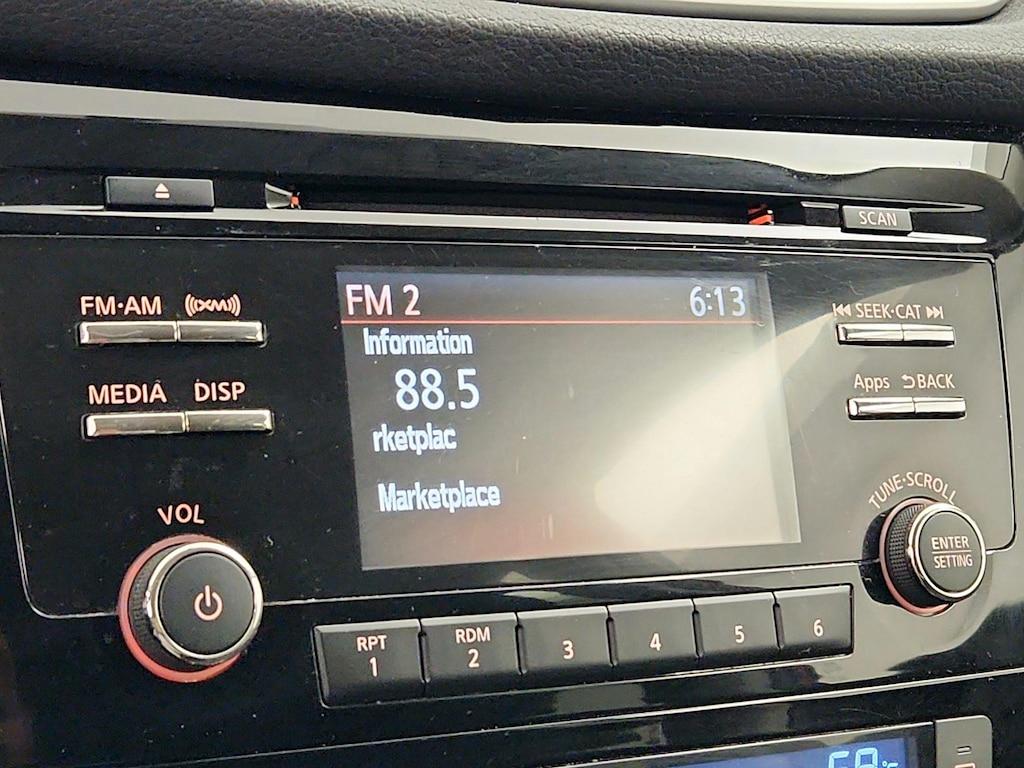 SCAN
FM·AM
((XM))
FM 2
6:13
SEEK·CAT
Information
MEDIA
DISP
88.5
Apps
BACK
rketplac
Marketplace
VOL
TUNE·SCROLL
ENTER
SETTING
RPT
1
RDM
2
3
4
5
6